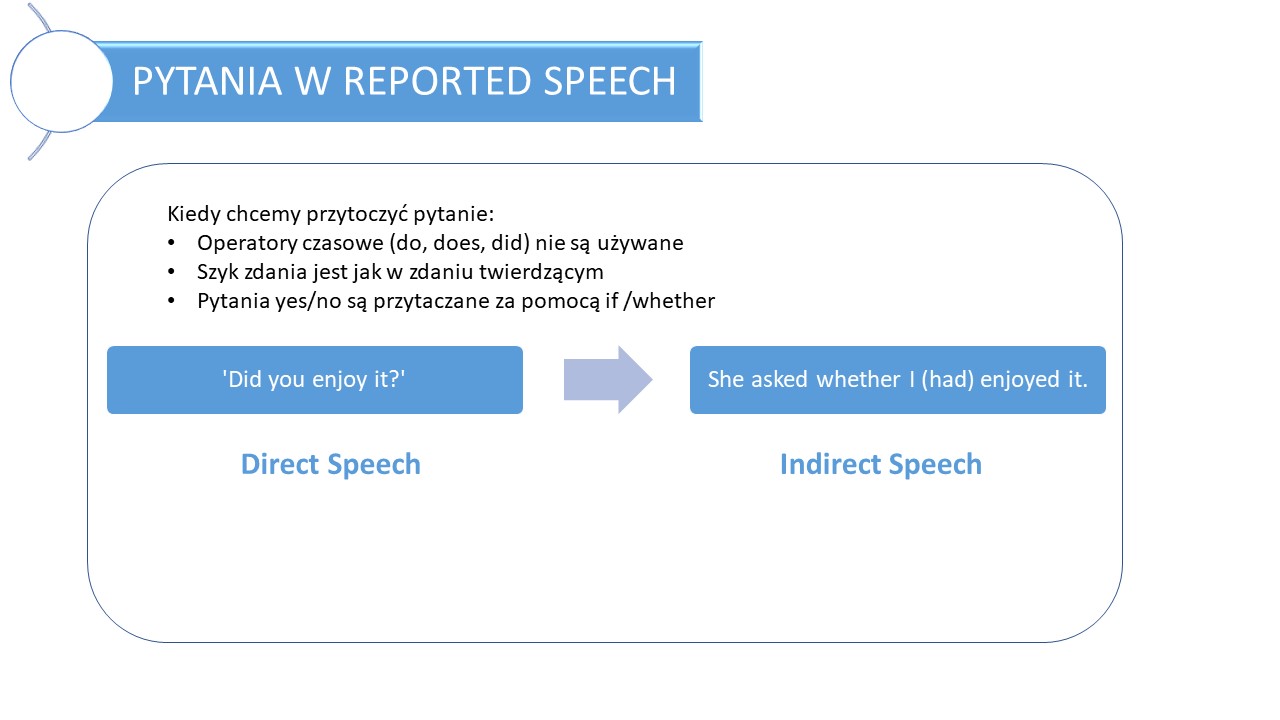 PYTANIA W REPORTED SPEECH
Kiedy chcemy przytoczyć pytanie:
• Operatory czasowe (do, does, did) nie są używane
• Szyk zdania jest jak w zdaniu twierdzącym
• Pytania yes/no są przytaczane za pomocą if /whether
'Did you enjoy it?'
She asked whether I (had) enjoyed it.
Direct Speech
Indirect Speech